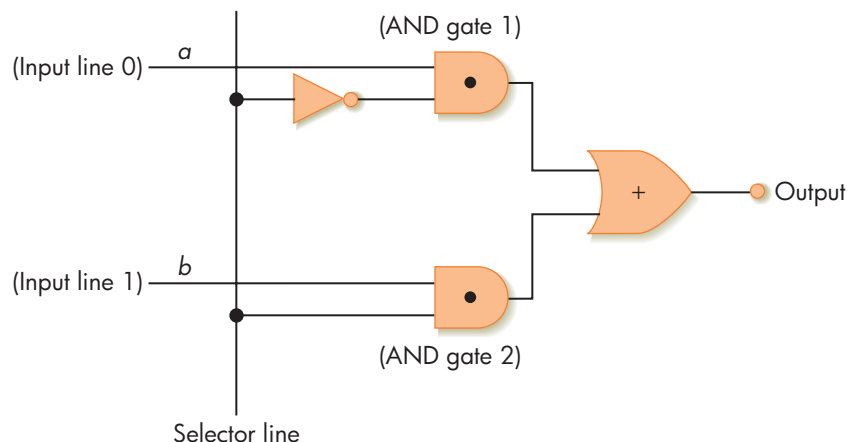 (AND gate 1)
(Input line 0) a
+
Output
(Input line 1) b
(AND gate 2)
Selector line